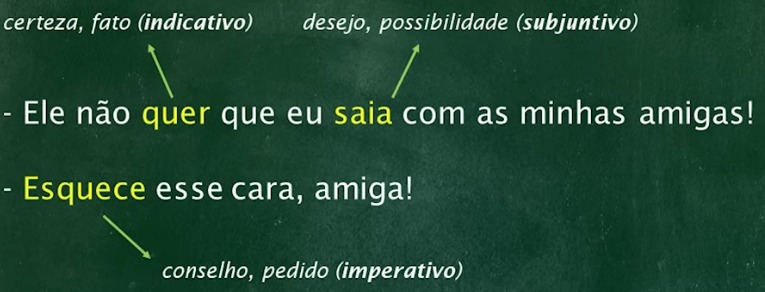 certeza, fato (indicativo) desejo, possibilidade (subjuntivo)
- Ele não quer que eu saia com as minhas amigas!
- Esquece esse cara, amiga!
conselho, pedido (imperativo)